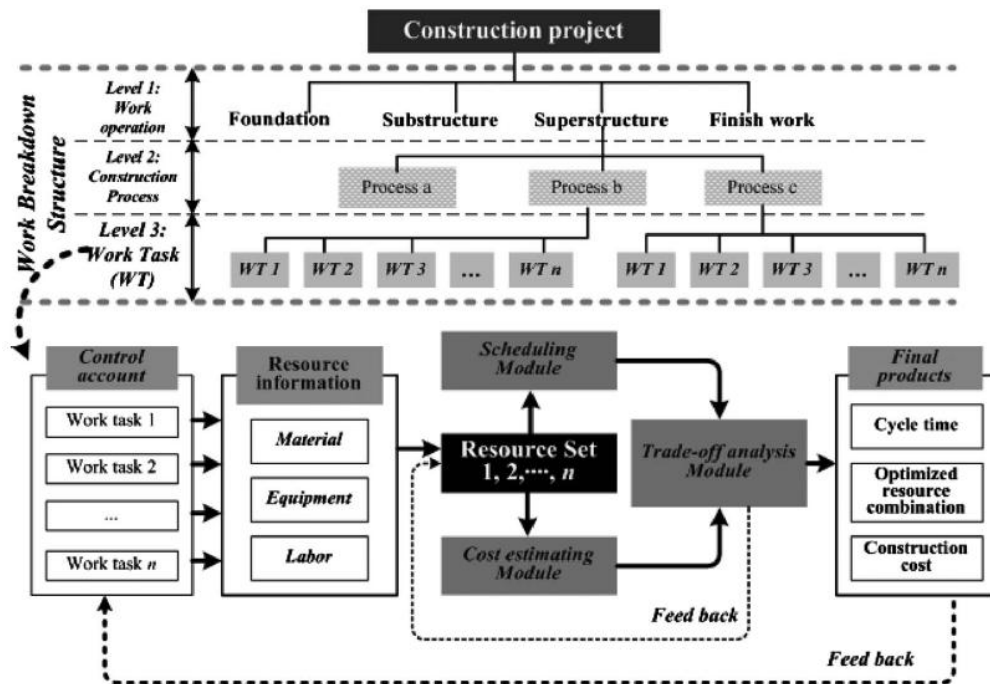 Construction project
Work Breakdown
Structure
Level 1:
Work
operation
Foundation
Substructure
Superstructure
Finish work
Level 2:
Construction
Process
Process a
Process b
Process c
Level 3:
Work Task
(WT)
WT 1
WT 2
WT 3
...
WT n
WT 1
WT 2
WT 3
...
WT n
Control
account
Work task 1
Work task 2
...
Work task n
Resource
information
Material
Equipment
Labor
Scheduling
Module
Resource Set
1, 2,····, n
Cost estimating
Module
Trade-off analysis
Module
Final
products
Cycle time
Optimized
resource
combination
Construction
cost
Feed back
Feed back